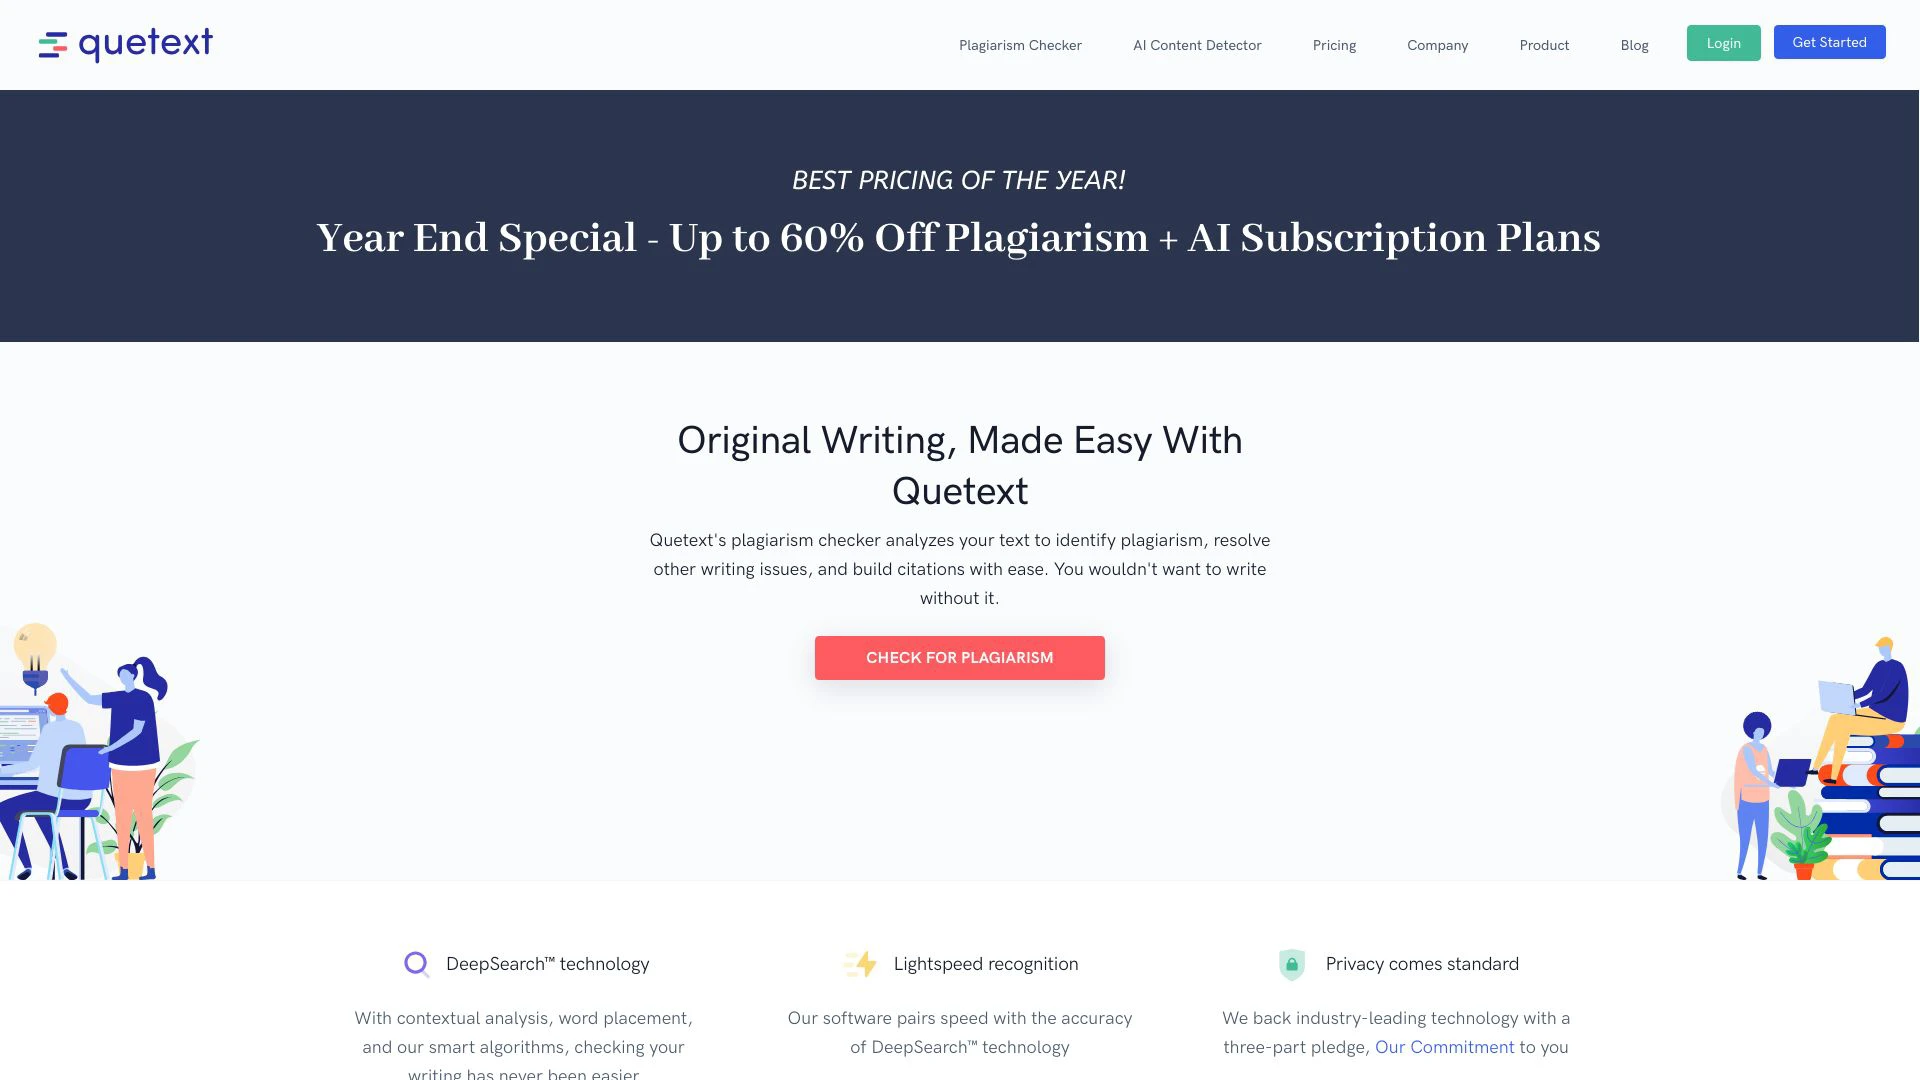 quetext
Plagiarism Checker
AI Content Detector
Pricing
Company
Product
Blog
Login
Get Started
BEST PRICING OF THE YEAR!
Year End Special - Up to 60% Off Plagiarism + AI Subscription Plans
Original Writing, Made Easy With
Quetext
Quetext's plagiarism checker analyzes your text to identify plagiarism, resolve
other writing issues, and build citations with ease. You wouldn't want to write
without it.
CHECK FOR PLAGIARISM
DeepSearch™ technology
With contextual analysis, word placement,
and our smart algorithms, checking your
writing has never been easier
Lightspeed recognition
Our software pairs speed with the accuracy
of DeepSearch™ technology
Privacy comes standard
We back industry-leading technology with a
three-part pledge, Our Commitment to you